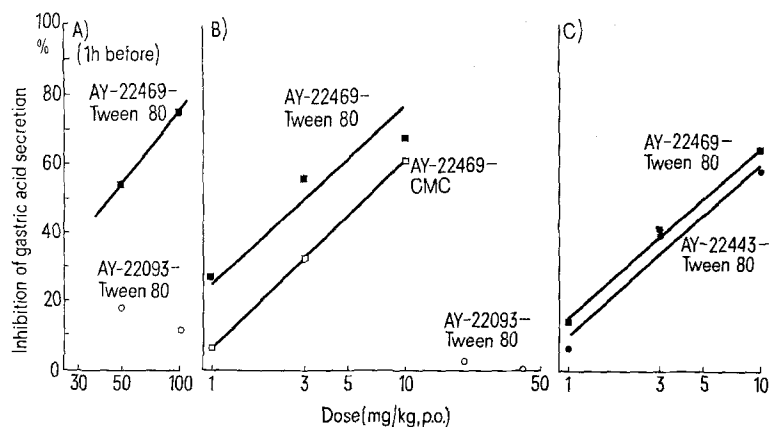 Inhibition of gastric acid secretion
%
100
80
60
40
20
0
A)
(1h before)
AY-22469–
Tween 80
AY-22093–
Tween 80
30 50 100
B)
AY-22469–
Tween 80
AY-22469–
CMC
AY-22093–
Tween 80
1 3 5 10 50
C)
AY-22469–
Tween 80
AY-22443–
Tween 80
1 3 5 10
Dose(mg/kg,p.o.)